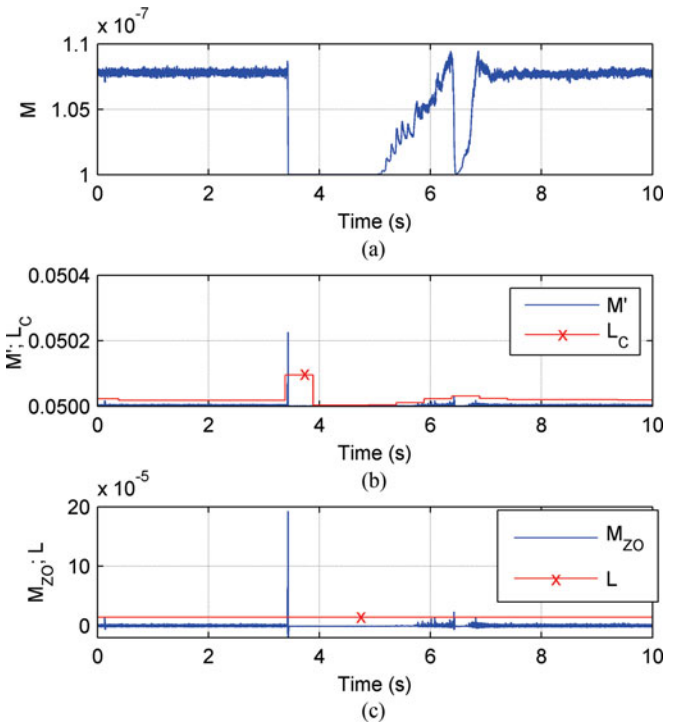 x 10^-7
1.1
1.05
1
M
0 2 4 6 8 10
Time (s)
(a)
0.0504
0.0502
0.0500
M'; L_C
M'
L_C
0 2 4 6 8 10
Time (s)
(b)
x 10^-5
20
10
0
M_ZO; L
M_ZO
L
0 2 4 6 8 10
Time (s)
(c)